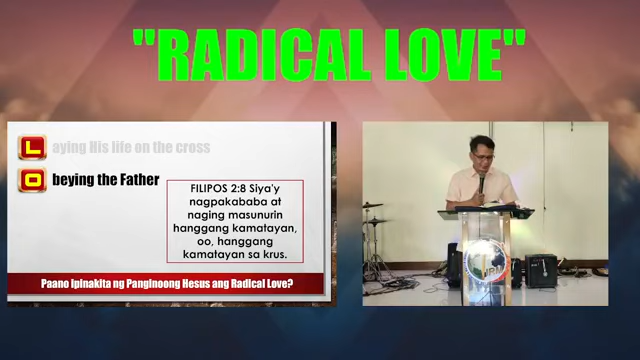 "RADICAL LOVE"
L aying His life on the cross
O beying the Father
FILIPOS 2:8 Siya'y
nagpakababa at
naging masunurin
hanggang kamatayan,
oo, hanggang
kamatayan sa krus.
Paano Ipinakita ng Panginoong Hesus ang Radical Love?